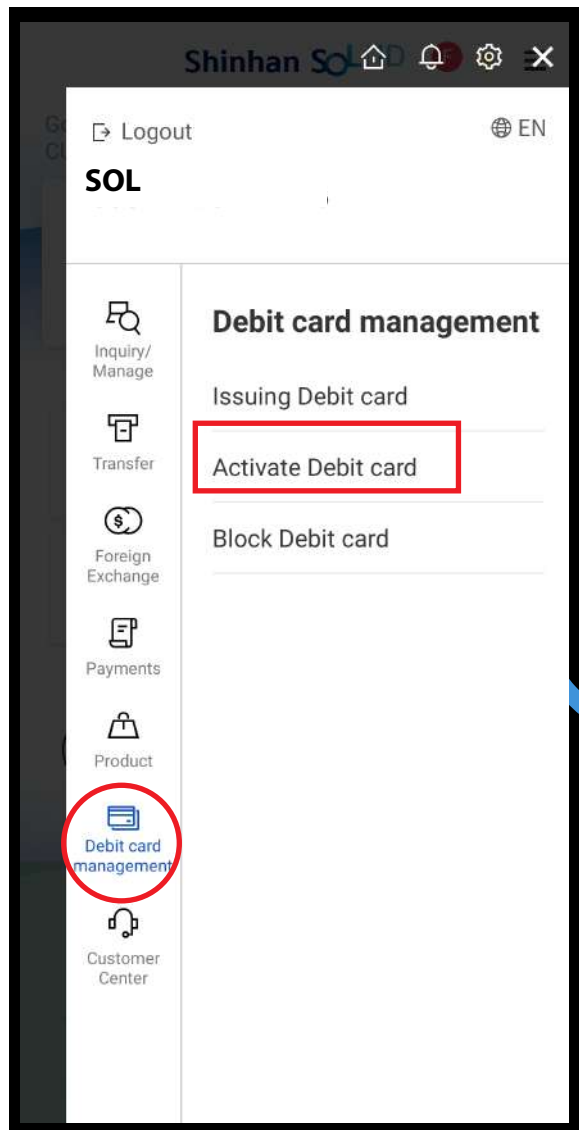 Shinhan SOL
Logout
EN
SOL
Debit card management
Inquiry/
Manage
Issuing Debit card
Transfer
Activate Debit card
Foreign
Exchange
Block Debit card
Payments
Product
Debit card
management
Customer
Center